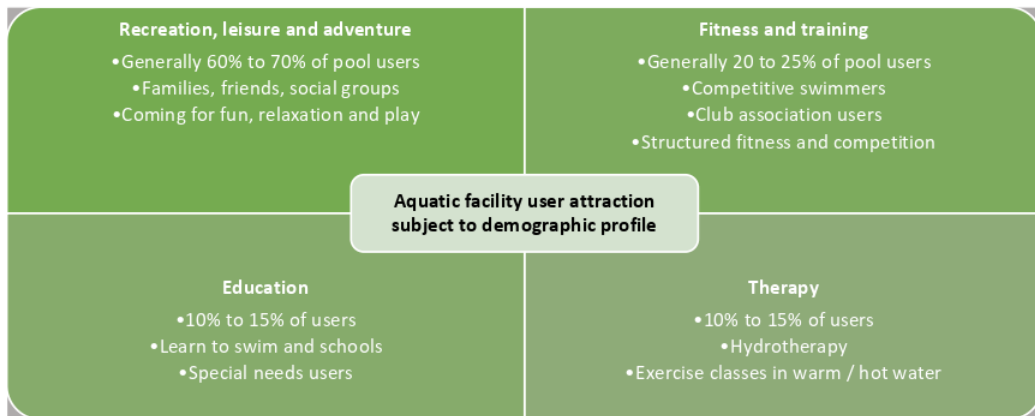 Recreation, leisure and adventure
•Generally 60% to 70% of pool users
•Families, friends, social groups
•Coming for fun, relaxation and play
Fitness and training
•Generally 20 to 25% of pool users
•Competitive swimmers
•Club association users
•Structured fitness and competition
Aquatic facility user attraction
subject to demographic profile
Education
•10% to 15% of users
•Learn to swim and schools
•Special needs users
Therapy
•10% to 15% of users
•Hydrotherapy
•Exercise classes in warm / hot water